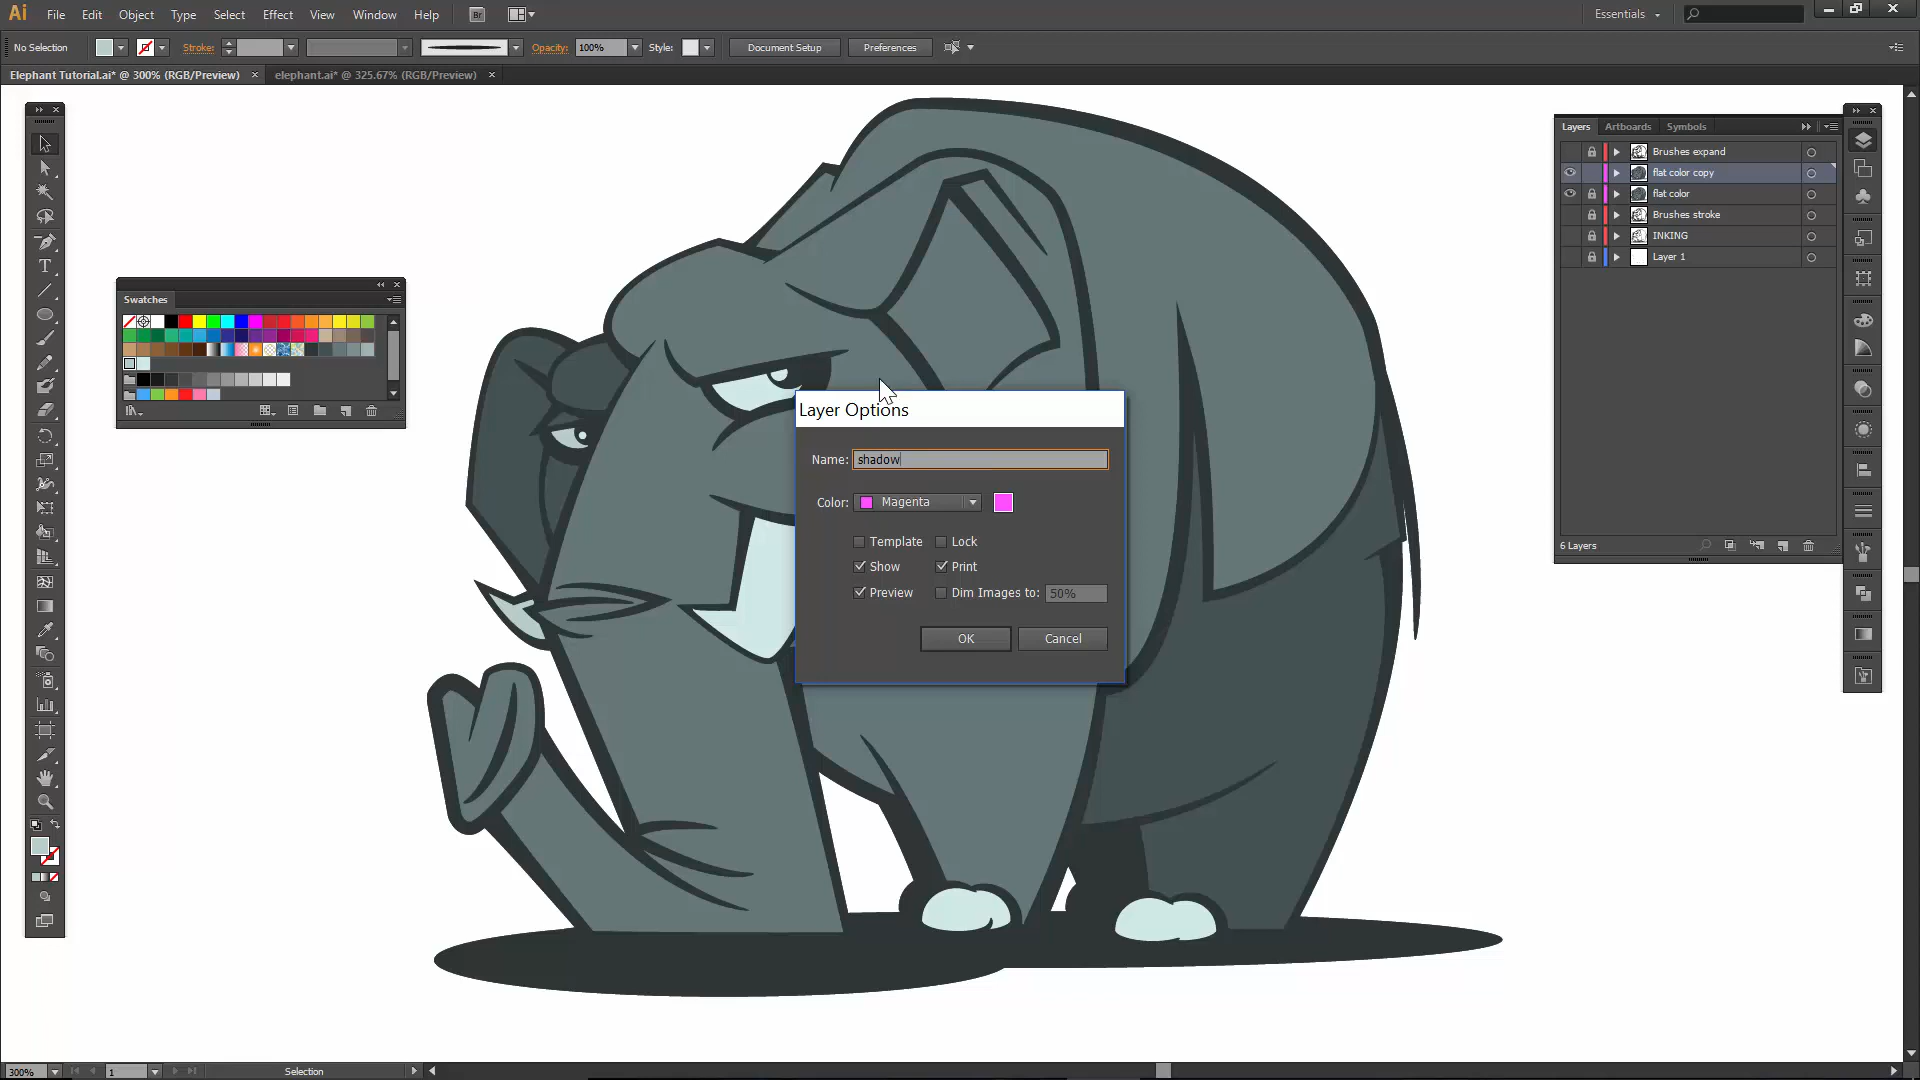 Ai File Edit Object Type Select Effect View Window Help Br Essentials
No Selection Stroke: Opacity: 100% Style: Document Setup Preferences
Elephant Tutorial.ai* @ 300% (RGB/Preview) × elephant.ai* @ 325.67% (RGB/Preview) ×
Layers Artboards Symbols
Brushes expand
flat color copy
flat color
Brushes stroke
INKING
Layer 1
6 Layers
Swatches
Layer Options
Name: shadow
Color: Magenta
Template Lock
Show Print
Preview Dim Images to: 50%
OK Cancel
300% 1 Selection